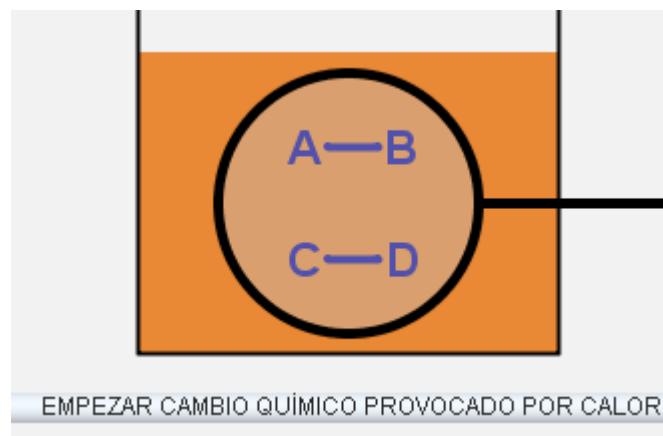 A—B
C—D
EMPEZAR CAMBIO QUÍMICO PROVOCADO POR CALOR